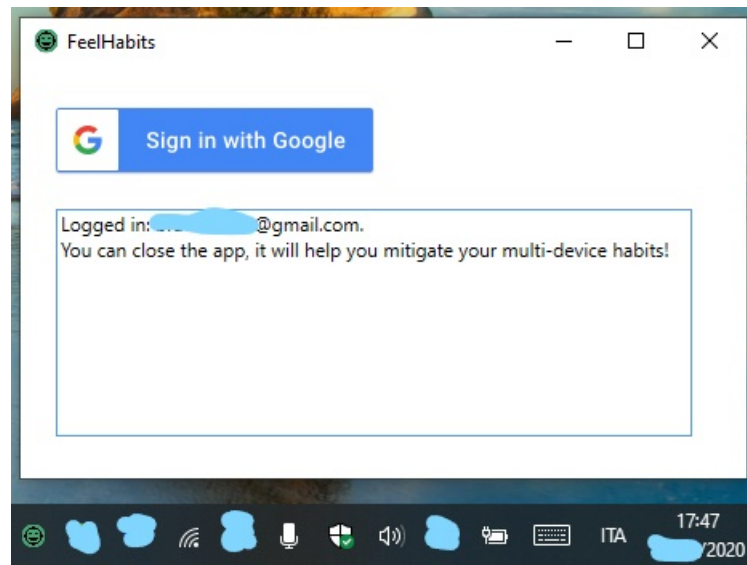 FeelHabits
Sign in with Google
Logged in: @gmail.com.
You can close the app, it will help you mitigate your multi-device habits!
ITA
17:47
/2020